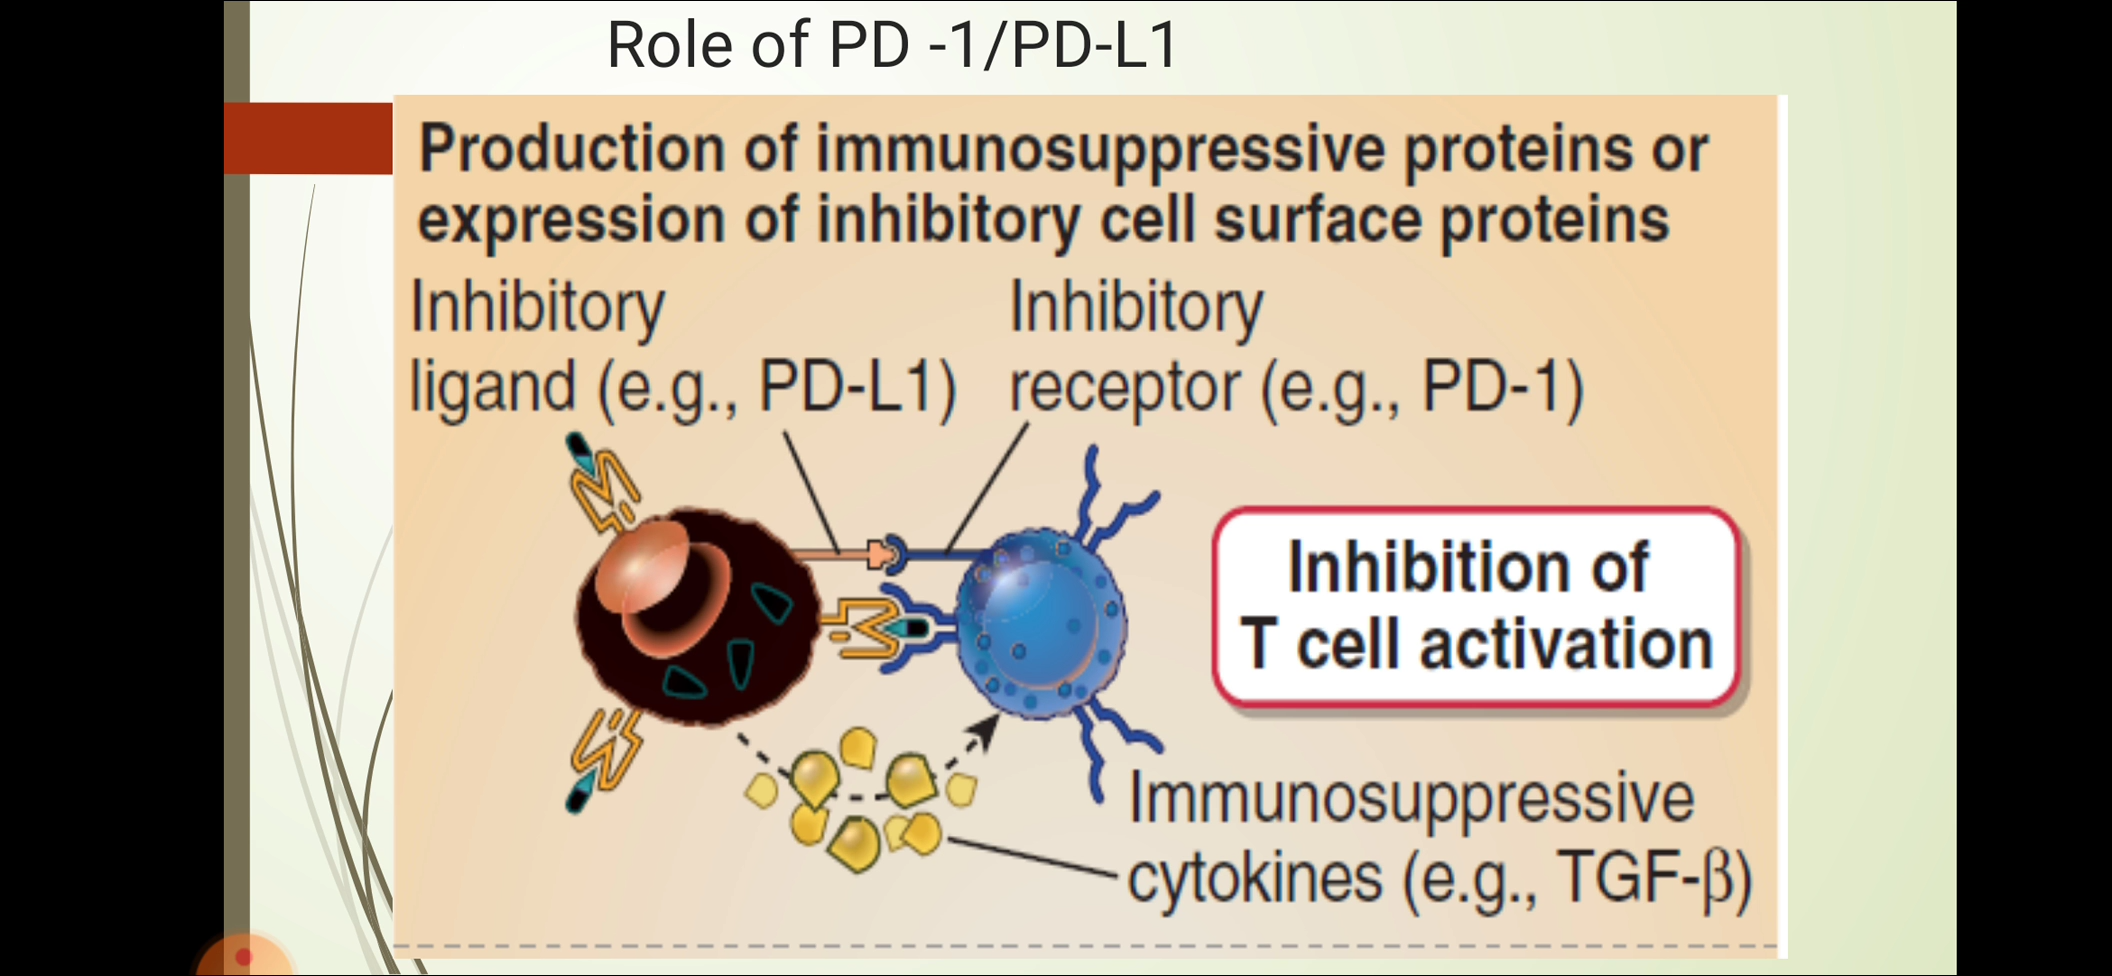 Role of PD -1/PD-L1
Production of immunosuppressive proteins or
expression of inhibitory cell surface proteins
Inhibitory
ligand (e.g., PD-L1)
Inhibitory
receptor (e.g., PD-1)
Inhibition of
T cell activation
Immunosuppressive
cytokines (e.g., TGF-β)